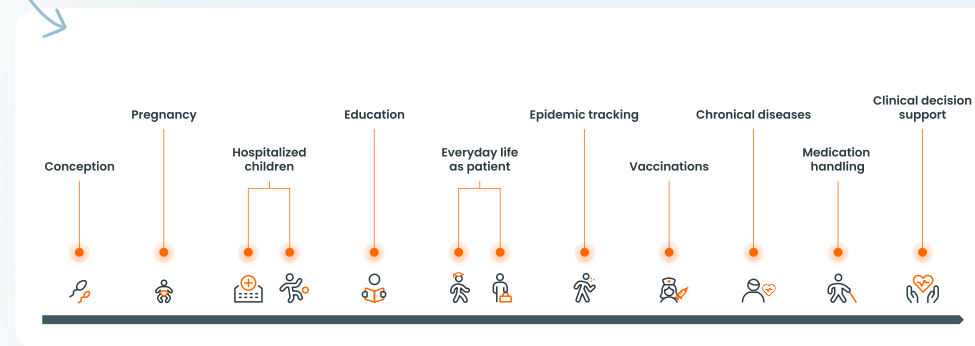 Conception
Pregnancy
Hospitalized
children
Education
Everyday life
as patient
Epidemic tracking
Vaccinations
Chronical diseases
Medication
handling
Clinical decision
support